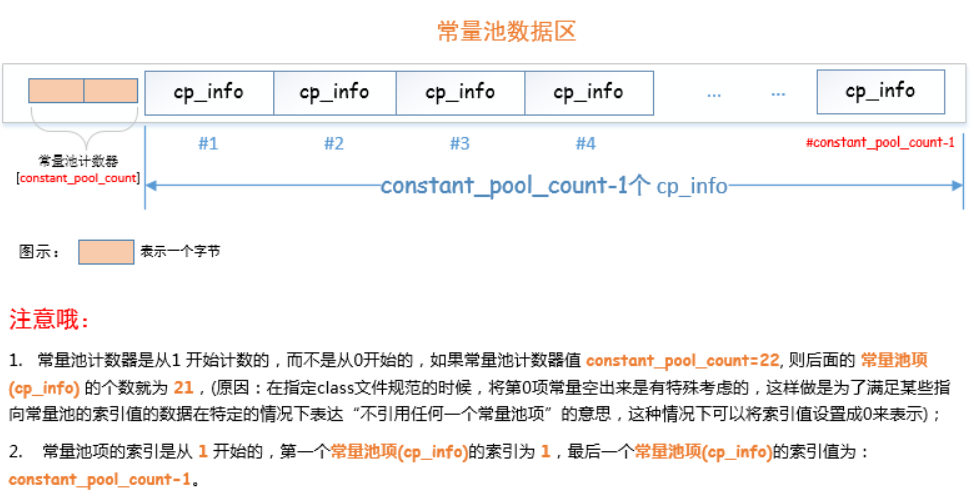 常量池数据区
cp_info cp_info cp_info cp_info ... ... cp_info
#1 #2 #3 #4 #constant_pool_count-1
常量池计数器
[constant_pool_count]
constant_pool_count-1个 cp_info
图示： 表示一个字节
注意哦：
1. 常量池计数器是从1 开始计数的，而不是从0开始的，如果常量池计数器值 constant_pool_count=22, 则后面的 常量池项
(cp_info) 的个数就为 21，(原因：在指定class文件规范的时候，将第0项常量空出来是有特殊考虑的，这样做是为了满足某些指
向常量池的索引值的数据在特定的情况下表达“不引用任何一个常量池项”的意思，这种情况下可以将索引值设置成0来表示)；
2. 常量池项的索引是从 1 开始的，第一个常量池项(cp_info)的索引为 1，最后一个常量池项(cp_info)的索引值为：
constant_pool_count-1。